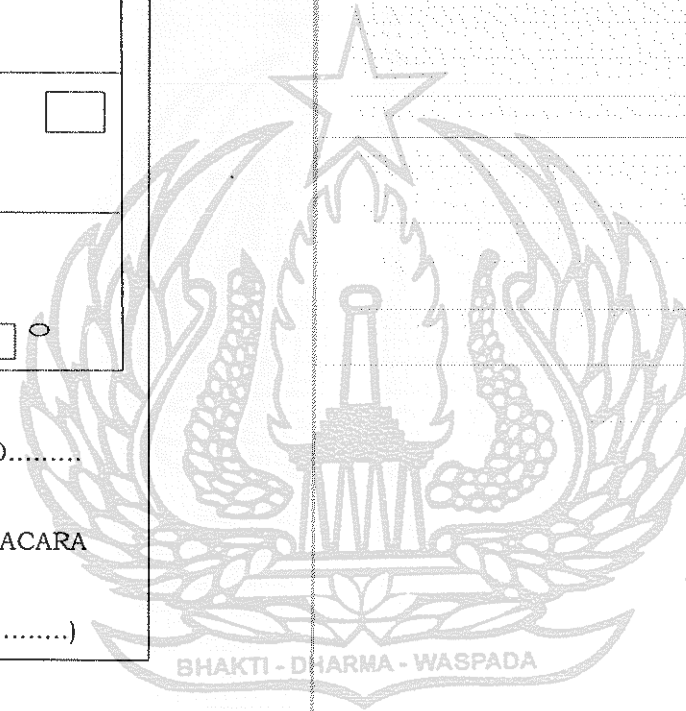 ).........
ACARA
.........)
BHAKTI - DHARMA - WASPADA